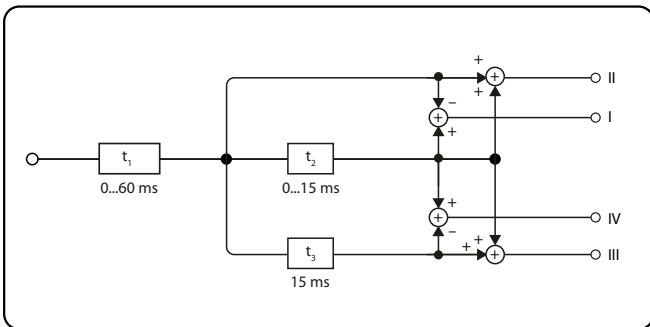 +
II
+
−
+
I
+
t₁
t₂
0...60 ms
0...15 ms
+
+
IV
−
+
+
+
III
t₃
15 ms